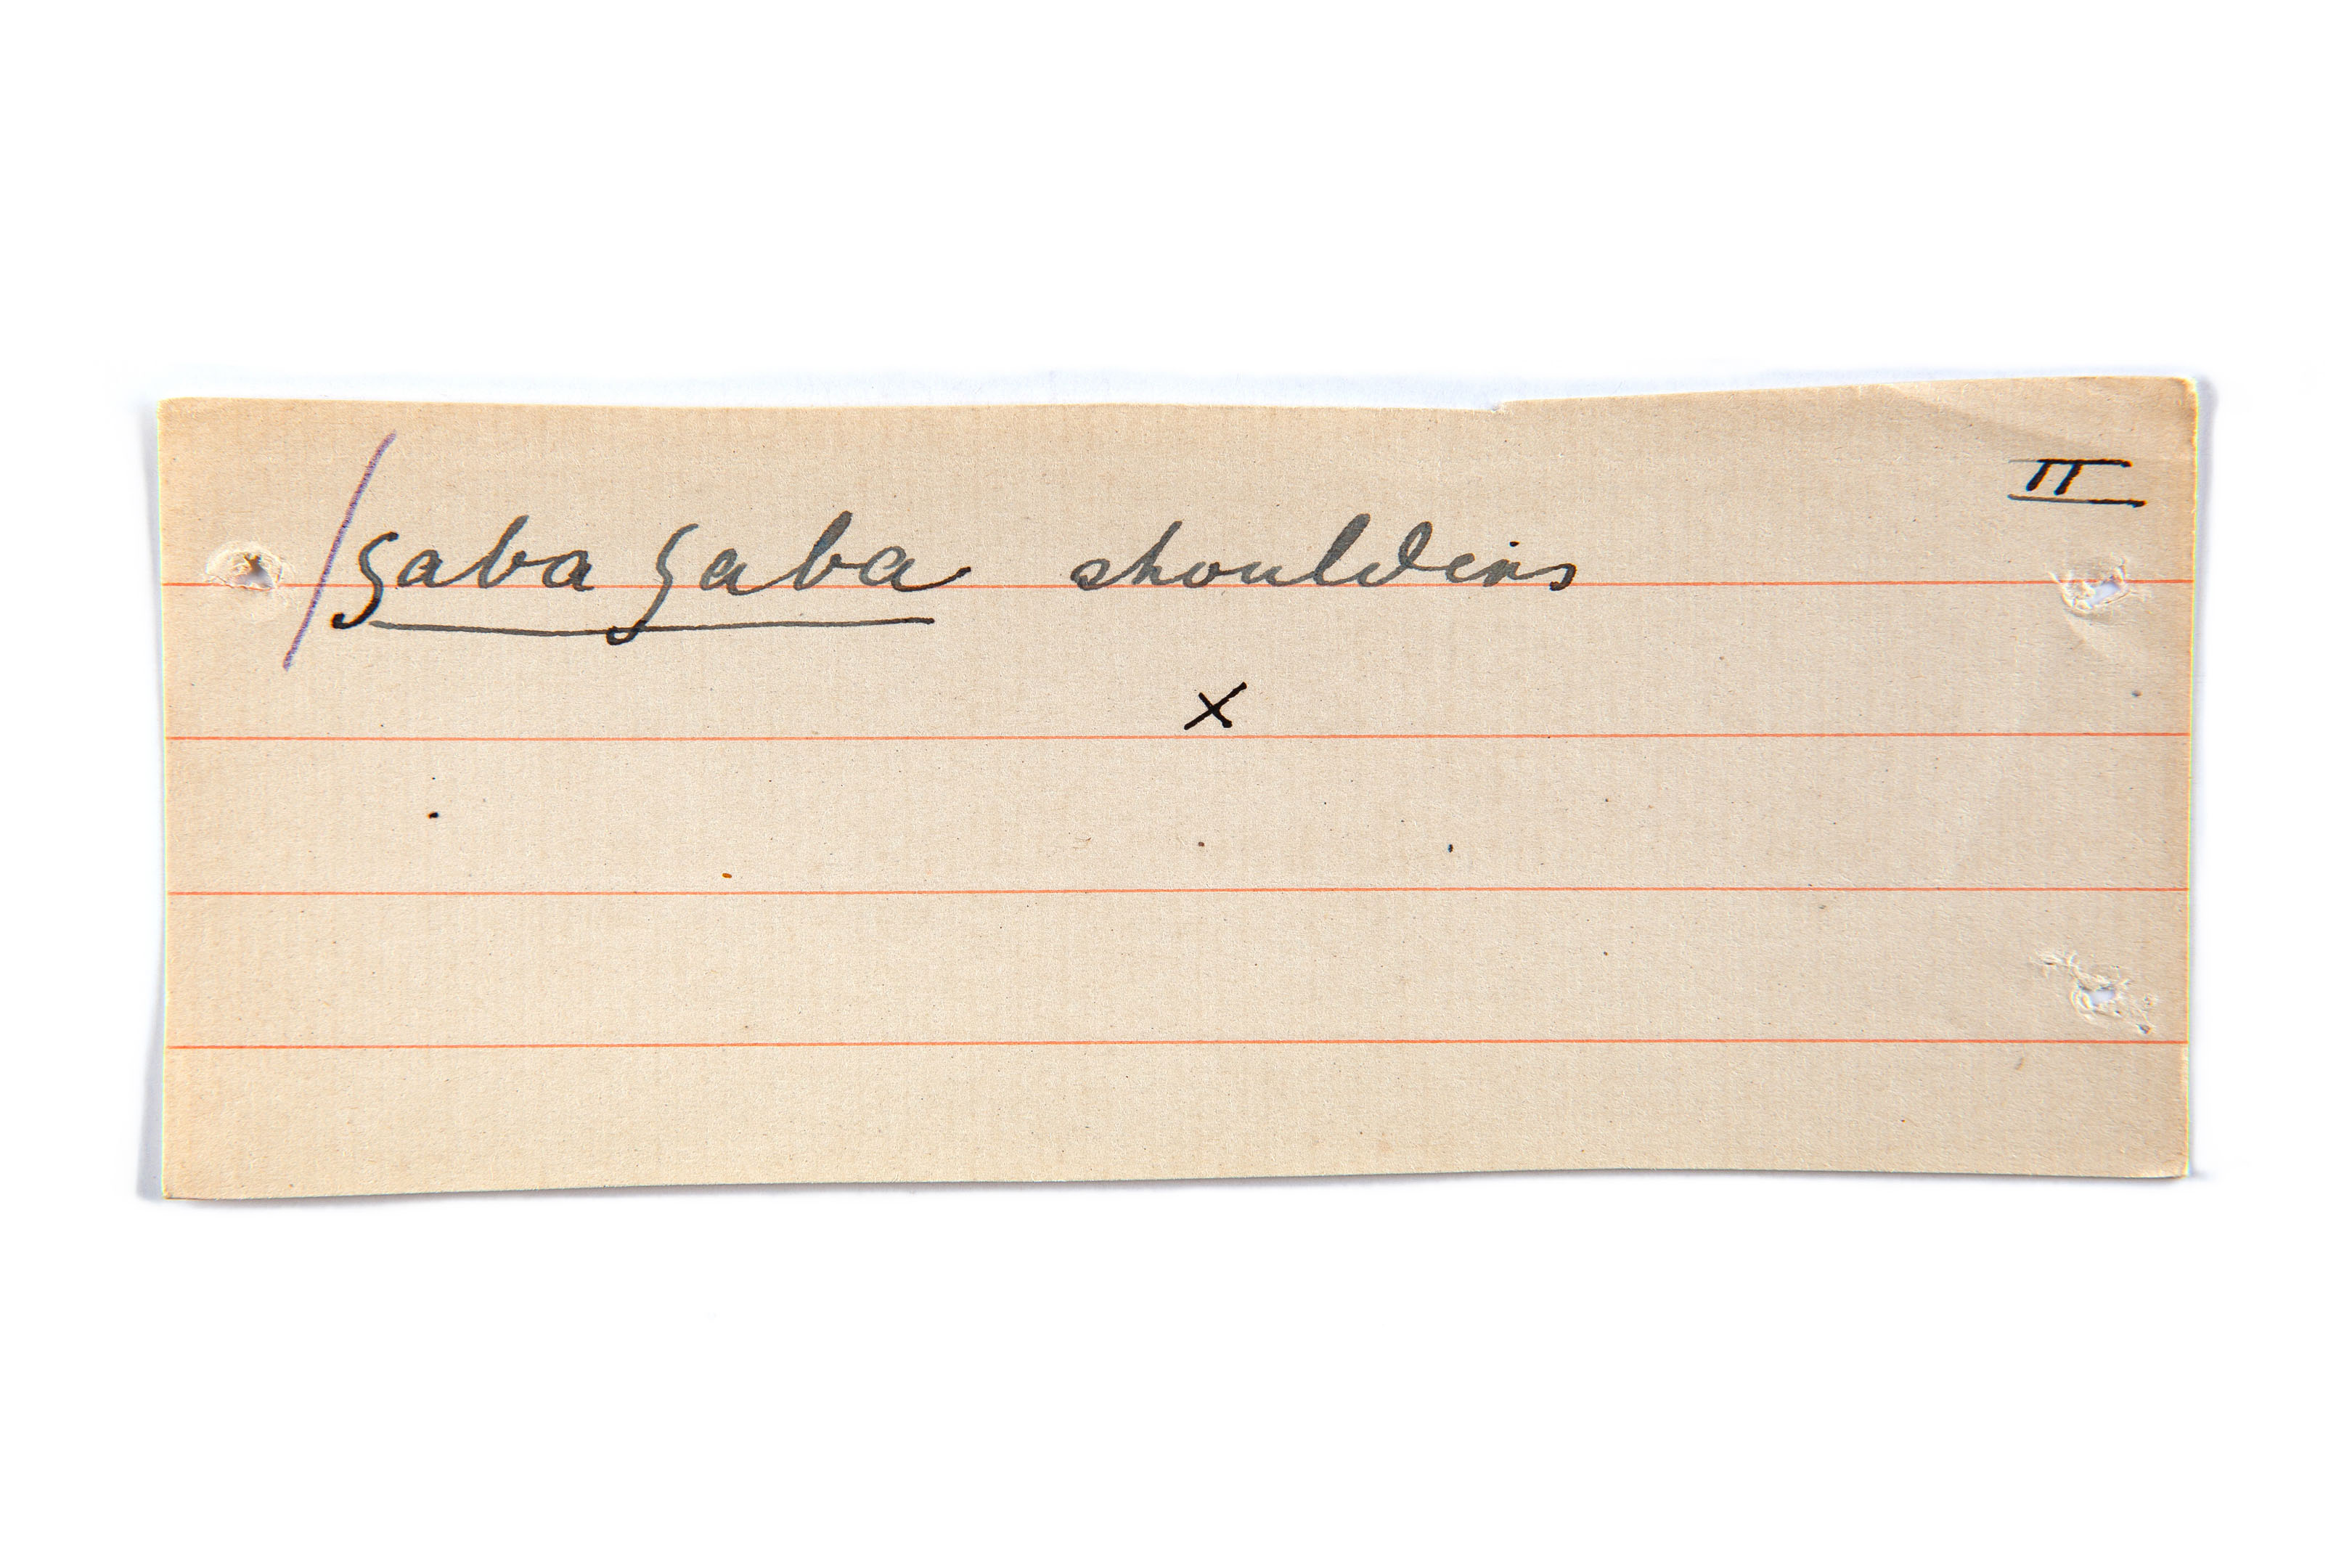 II
/gaba gaba shoulders
x